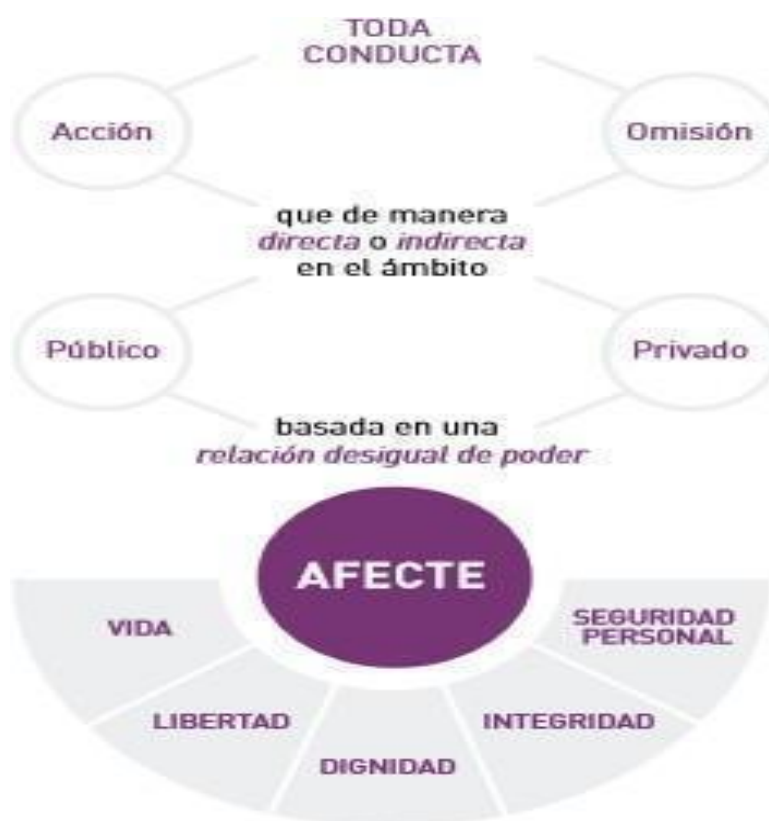 TODA
CONDUCTA
Acción
Omisión
que de manera
directa o indirecta
en el ámbito
Público
Privado
basada en una
relación desigual de poder
AFECTE
VIDA
LIBERTAD
DIGNIDAD
INTEGRIDAD
SEGURIDAD
PERSONAL